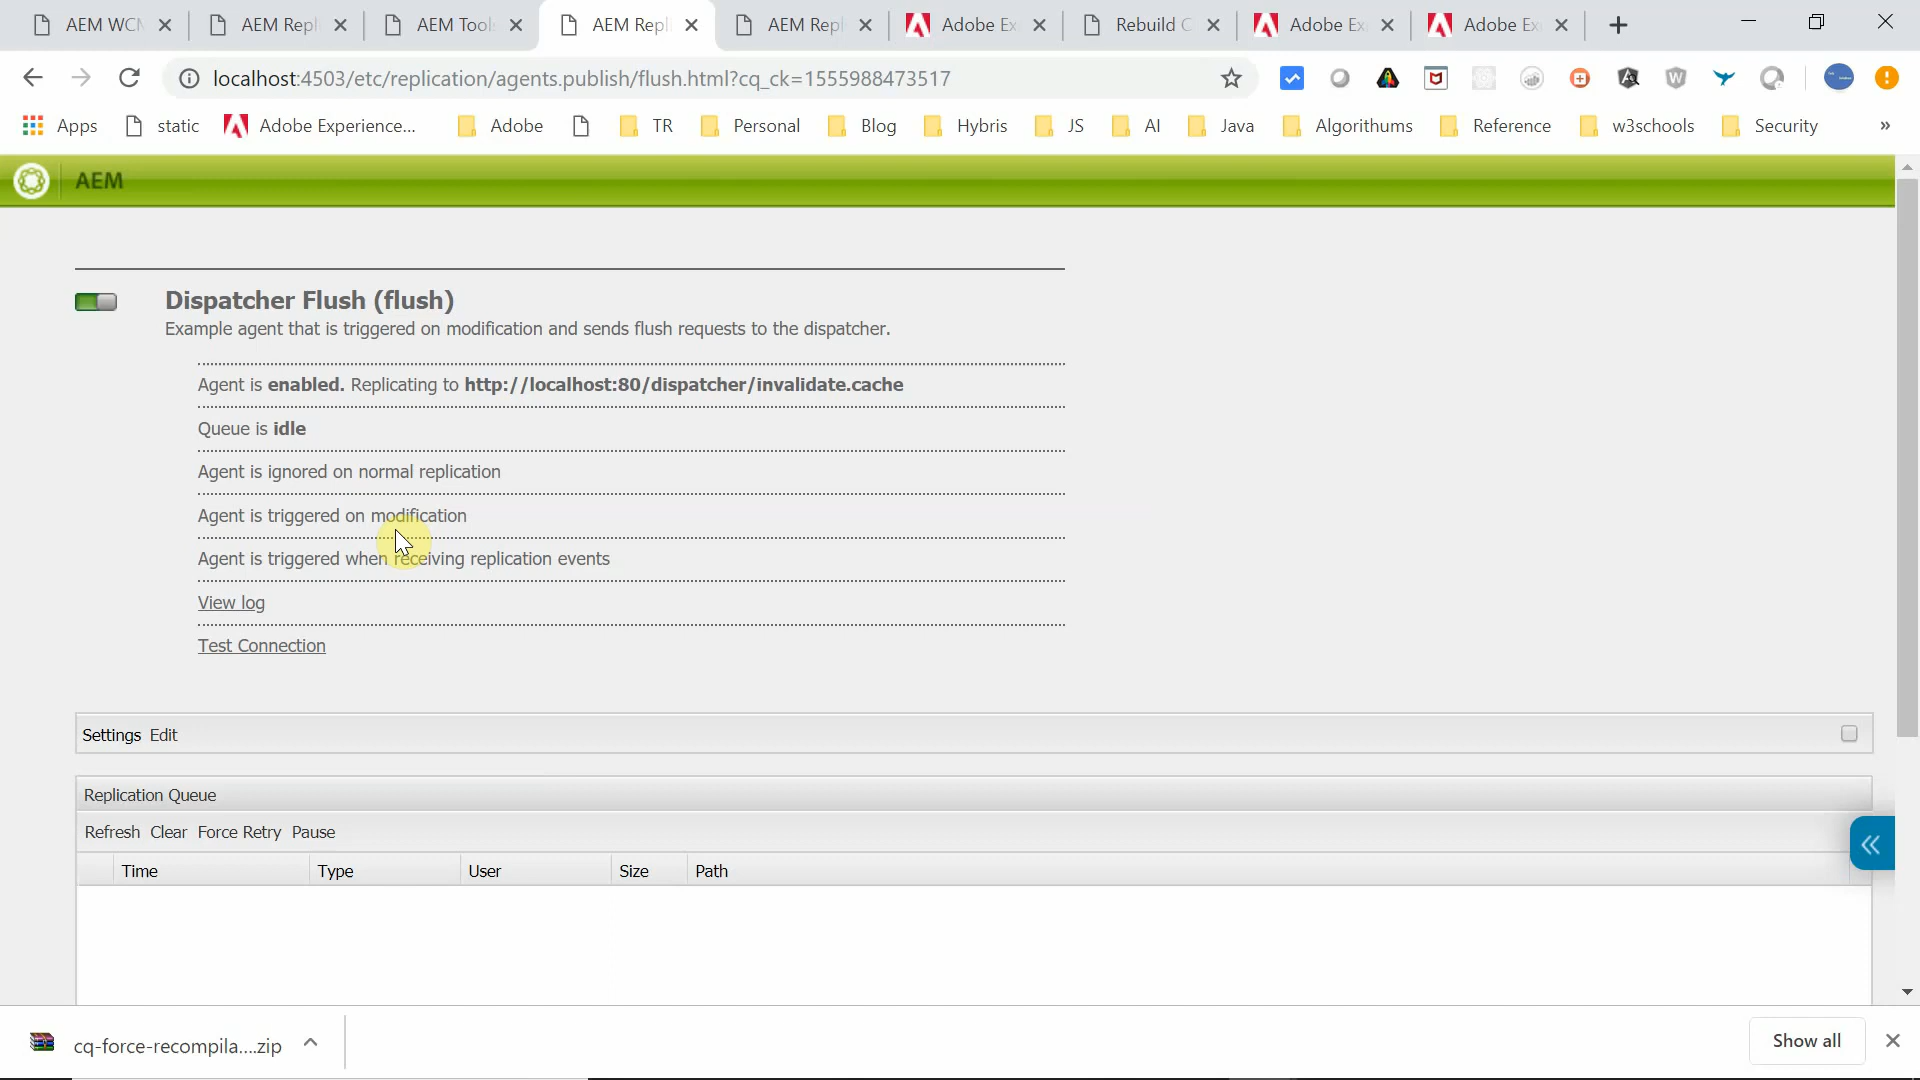 AEM WCM
AEM Repli
AEM Tools
AEM Repli
AEM Repli
Adobe Ex
Rebuild C
Adobe Ex
Adobe Ex
localhost:4503/etc/replication/agents.publish/flush.html?cq_ck=1555988473517
Apps
static
Adobe Experience...
Adobe
TR
Personal
Blog
Hybris
JS
AI
Java
Algorithums
Reference
w3schools
Security
»
AEM
Dispatcher Flush (flush)
Example agent that is triggered on modification and sends flush requests to the dispatcher.
Agent is enabled. Replicating to http://localhost:80/dispatcher/invalidate.cache
Queue is idle
Agent is ignored on normal replication
Agent is triggered on modification
Agent is triggered when receiving replication events
View log
Test Connection
Settings Edit
Replication Queue
Refresh Clear Force Retry Pause
Time Type User Size Path
cq-force-recompila....zip
Show all